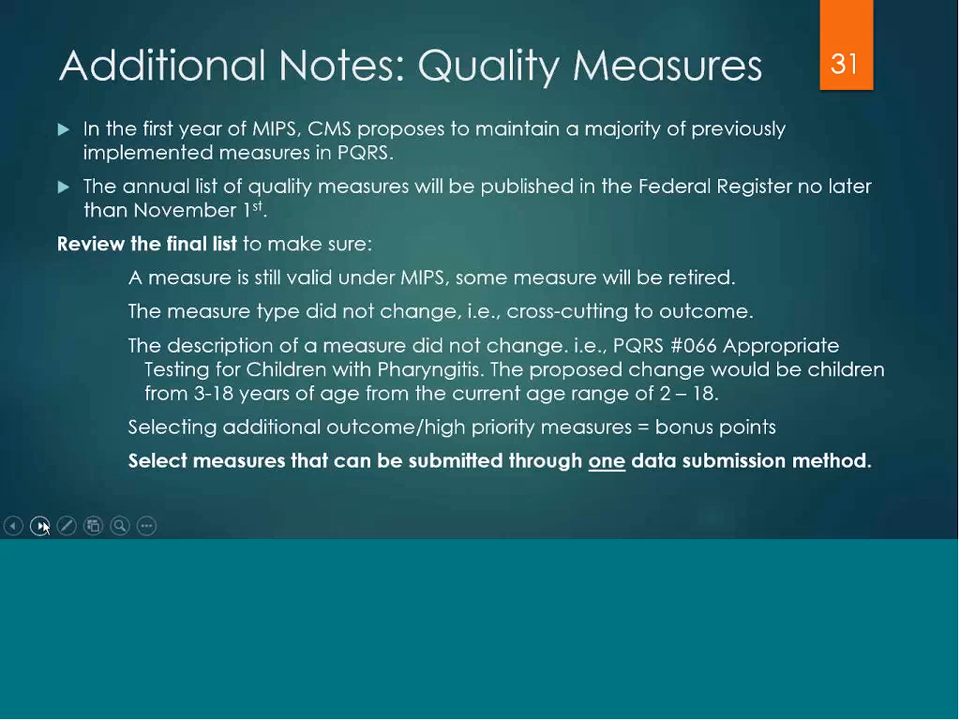 Additional Notes: Quality Measures
31
In the first year of MIPS, CMS proposes to maintain a majority of previously
implemented measures in PQRS.
The annual list of quality measures will be published in the Federal Register no later
than November 1st.
Review the final list to make sure:
A measure is still valid under MIPS, some measure will be retired.
The measure type did not change, i.e., cross-cutting to outcome.
The description of a measure did not change. i.e., PQRS #066 Appropriate
Testing for Children with Pharyngitis. The proposed change would be children
from 3-18 years of age from the current age range of 2 – 18.
Selecting additional outcome/high priority measures = bonus points
Select measures that can be submitted through one data submission method.